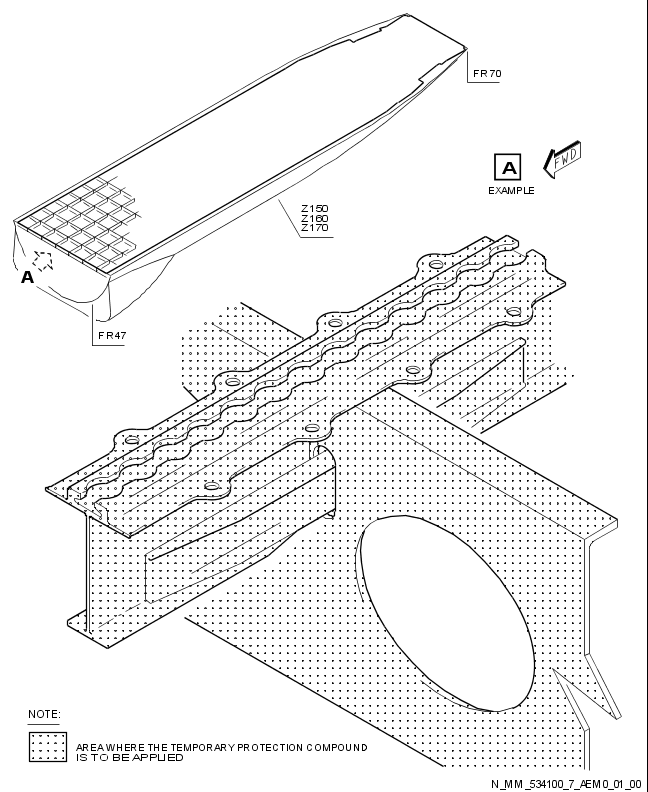 FR70
A
FWD
EXAMPLE
Z150
Z160
Z170
A
FR47
NOTE:
AREA WHERE THE TEMPORARY PROTECTION COMPOUND
IS TO BE APPLIED
N_MM_534100_7_AEM0_01_00